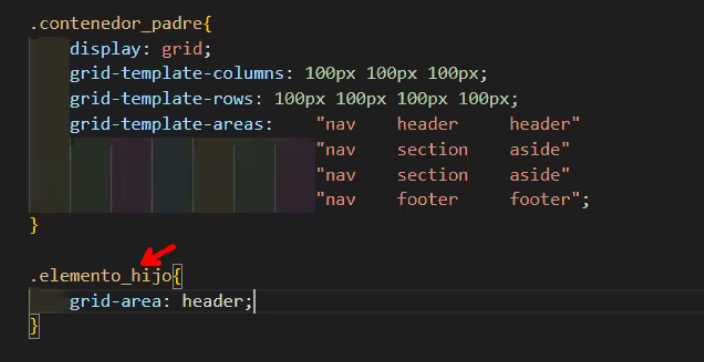 .contenedor_padre{
display: grid;
grid-template-columns: 100px 100px 100px;
grid-template-rows: 100px 100px 100px 100px;
grid-template-areas: "nav header header"
"nav section aside"
"nav section aside"
"nav footer footer";
}
.elemento_hijo{
grid-area: header;
}